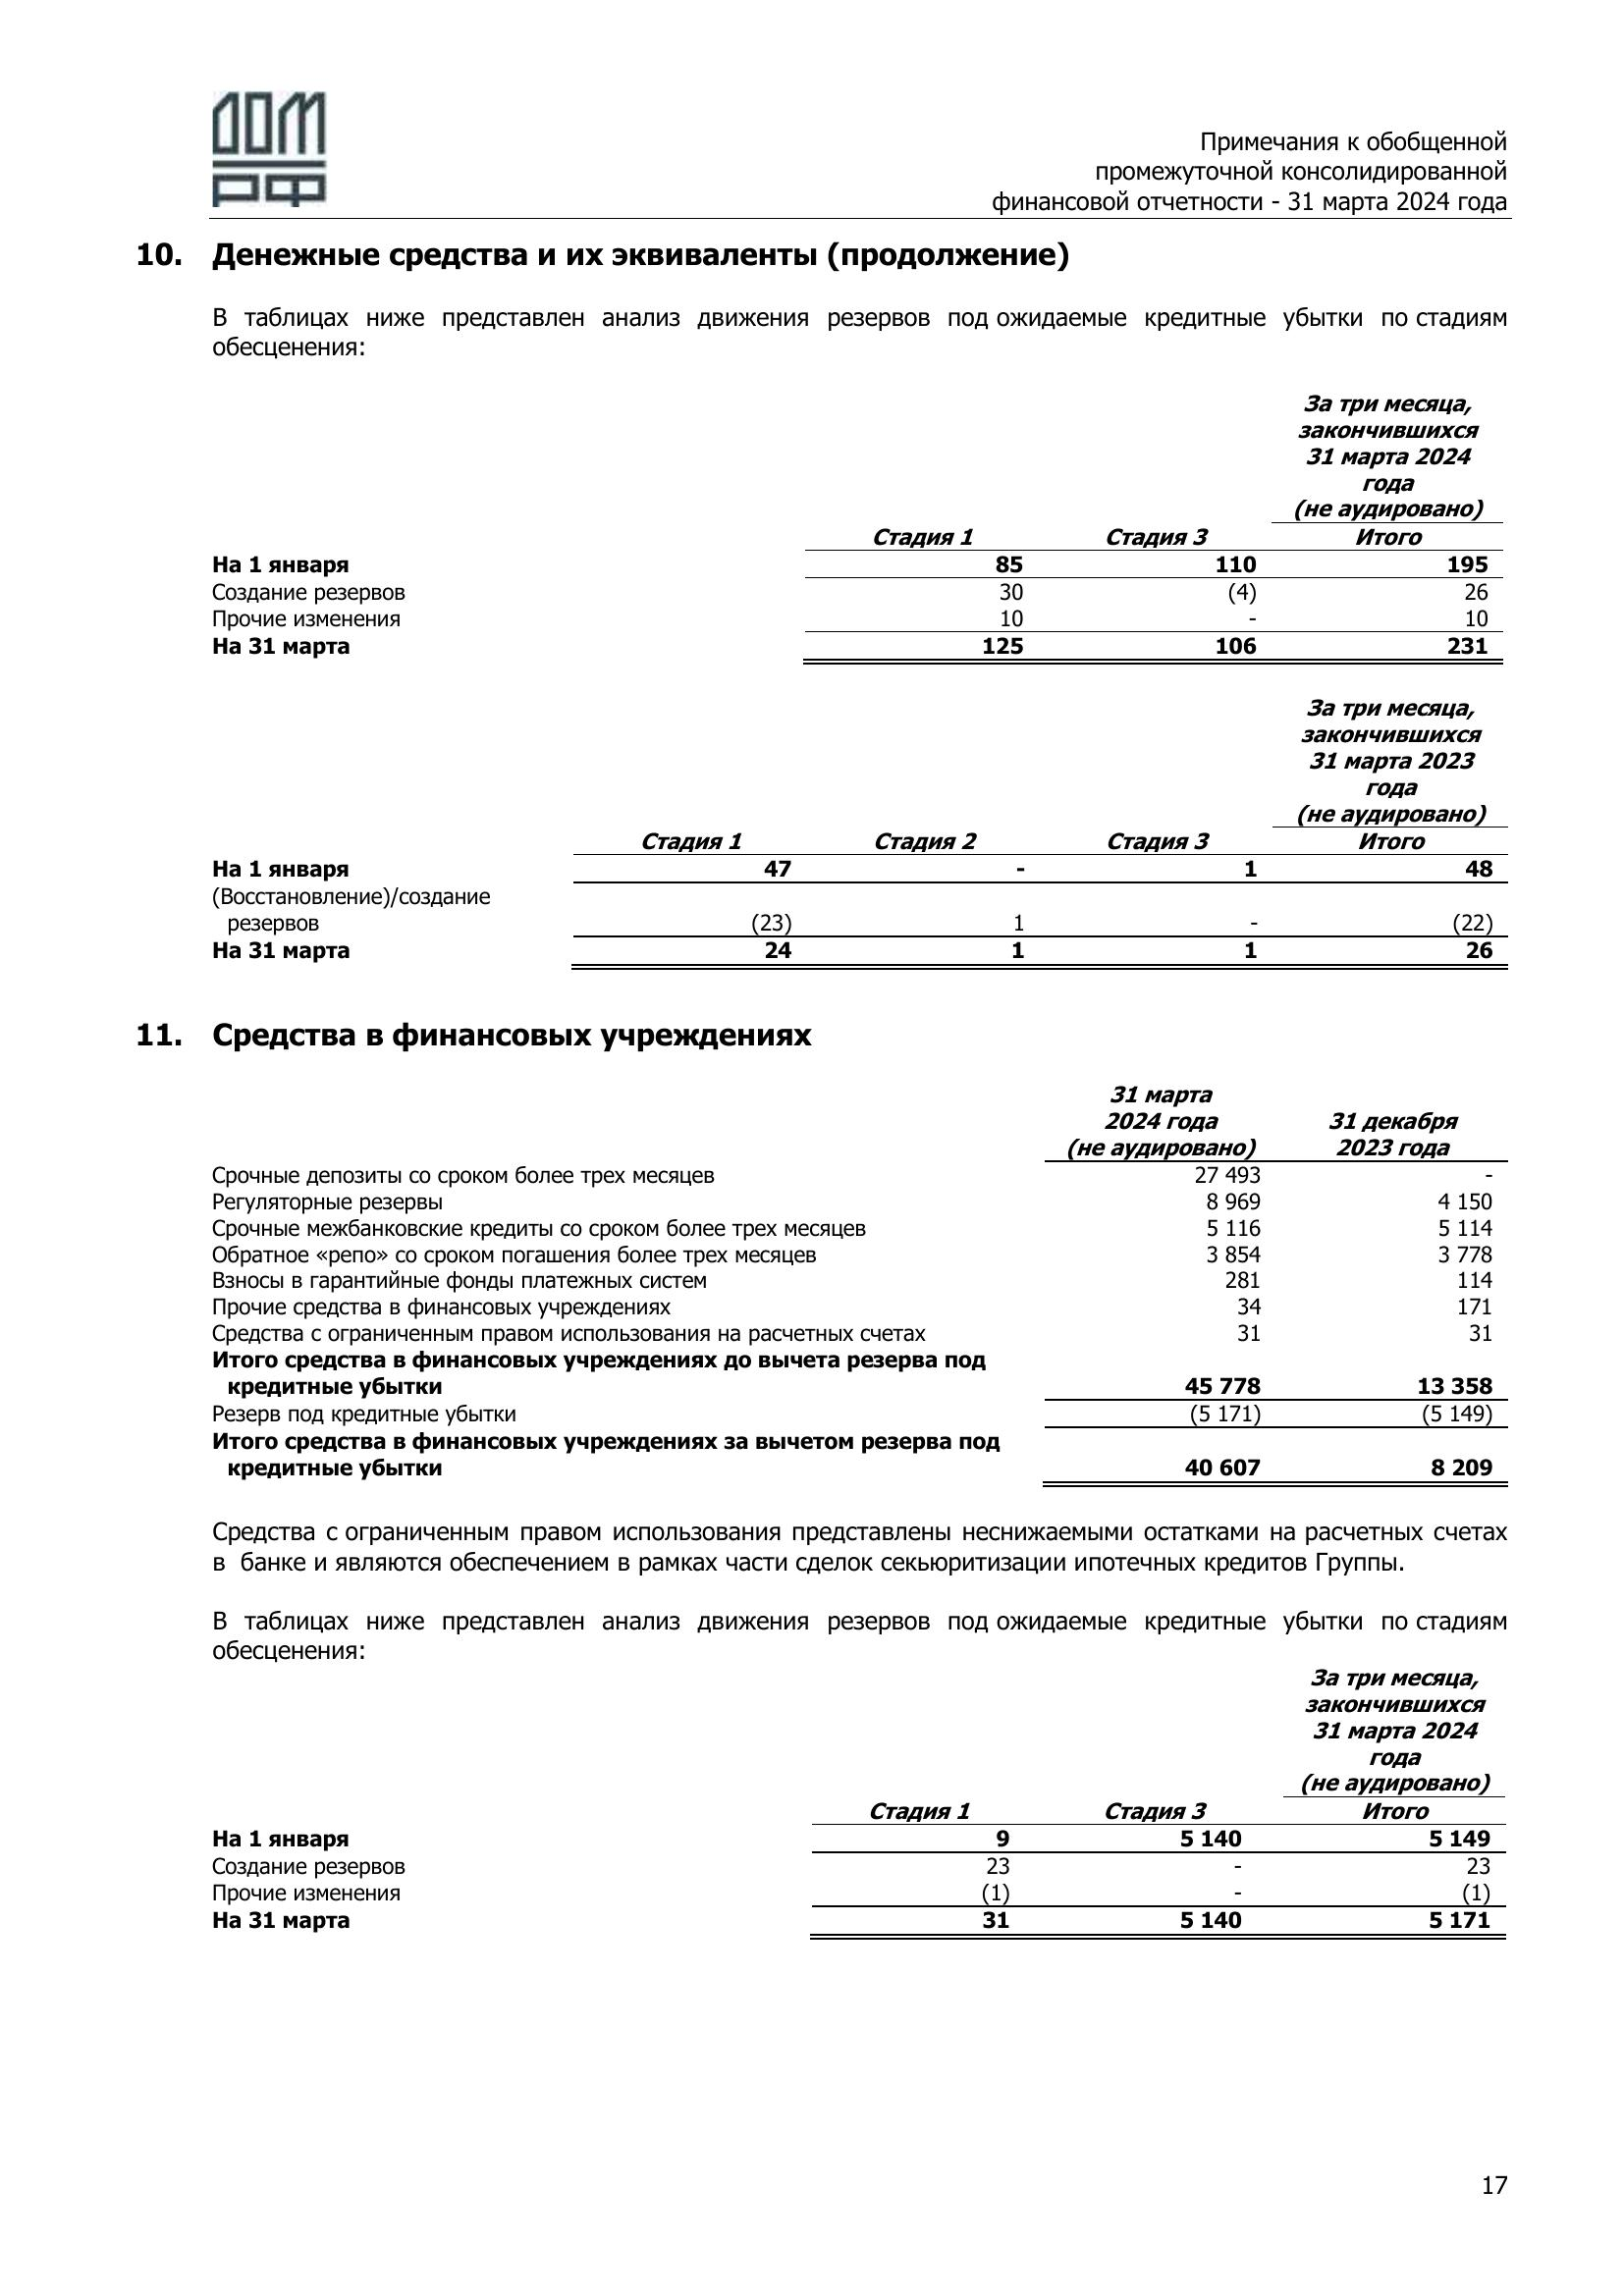 ДОМ
РФ
Примечания к обобщенной
промежуточной консолидированной
финансовой отчетности - 31 марта 2024 года
10. Денежные средства и их эквиваленты (продолжение)
В таблицах ниже представлен анализ движения резервов под ожидаемые кредитные убытки по стадиям
обесценения:
За три месяца,
закончившихся
31 марта 2024
года
(не аудировано)
Стадия 1 Стадия 3 Итого
На 1 января 85 110 195
Создание резервов 30 (4) 26
Прочие изменения 10 - 10
На 31 марта 125 106 231
За три месяца,
закончившихся
31 марта 2023
года
(не аудировано)
Стадия 1 Стадия 2 Стадия 3 Итого
На 1 января 47 - 1 48
(Восстановление)/создание
резервов (23) 1 - (22)
На 31 марта 24 1 1 26
11. Средства в финансовых учреждениях
31 марта
2024 года 31 декабря
(не аудировано) 2023 года
Срочные депозиты со сроком более трех месяцев 27 493 -
Регуляторные резервы 8 969 4 150
Срочные межбанковские кредиты со сроком более трех месяцев 5 116 5 114
Обратное «репо» со сроком погашения более трех месяцев 3 854 3 778
Взносы в гарантийные фонды платежных систем 281 114
Прочие средства в финансовых учреждениях 34 171
Средства с ограниченным правом использования на расчетных счетах 31 31
Итого средства в финансовых учреждениях до вычета резерва под
кредитные убытки 45 778 13 358
Резерв под кредитные убытки (5 171) (5 149)
Итого средства в финансовых учреждениях за вычетом резерва под
кредитные убытки 40 607 8 209
Средства с ограниченным правом использования представлены неснижаемыми остатками на расчетных счетах
в банке и являются обеспечением в рамках части сделок секьюритизации ипотечных кредитов Группы.
В таблицах ниже представлен анализ движения резервов под ожидаемые кредитные убытки по стадиям
обесценения:
За три месяца,
закончившихся
31 марта 2024
года
(не аудировано)
Стадия 1 Стадия 3 Итого
На 1 января 9 5 140 5 149
Создание резервов 23 - 23
Прочие изменения (1) - (1)
На 31 марта 31 5 140 5 171
17